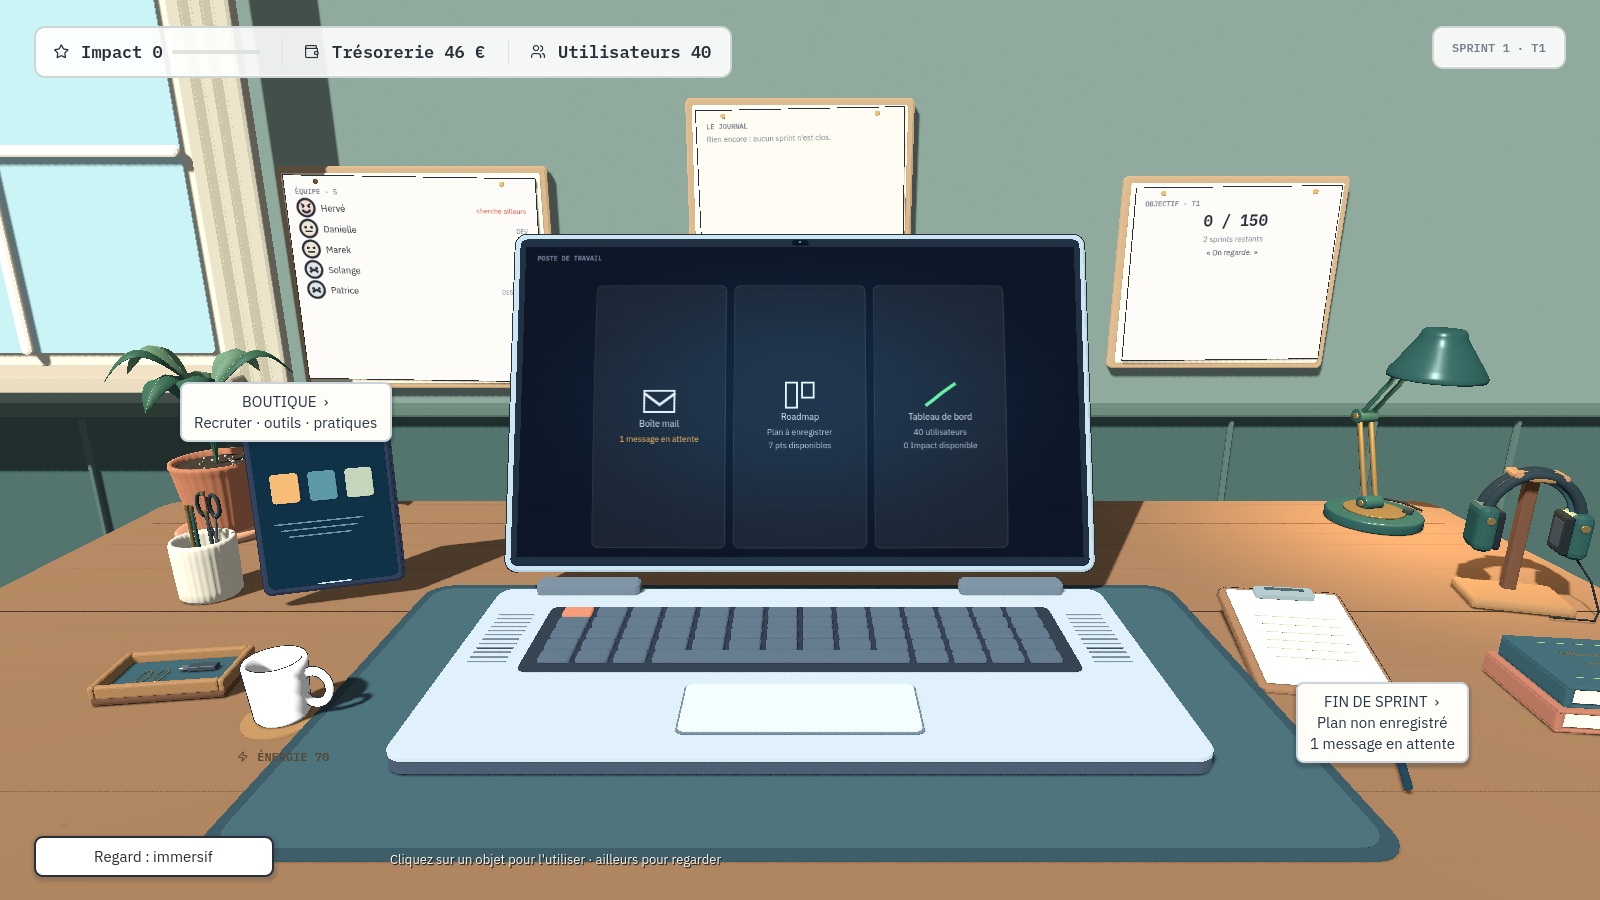 Impact 0
Trésorerie 46 €
Utilisateurs 40
SPRINT 1 · T1
LE JOURNAL
Rien encore : aucun sprint n'est clos.
ÉQUIPE · 5
Hervé
cherche ailleurs
Danielle
DEV
Marek
Solange
Patrice
DES
OBJECTIF · T1
0 / 150
2 sprints restants
« On regarde. »
POSTE DE TRAVAIL
Boîte mail
1 message en attente
Roadmap
Plan à enregistrer
7 pts disponibles
Tableau de bord
40 utilisateurs
0 Impact disponible
BOUTIQUE ›
Recruter · outils · pratiques
FIN DE SPRINT ›
Plan non enregistré
1 message en attente
ÉNERGIE 70
Regard : immersif
Cliquez sur un objet pour l'utiliser · ailleurs pour regarder